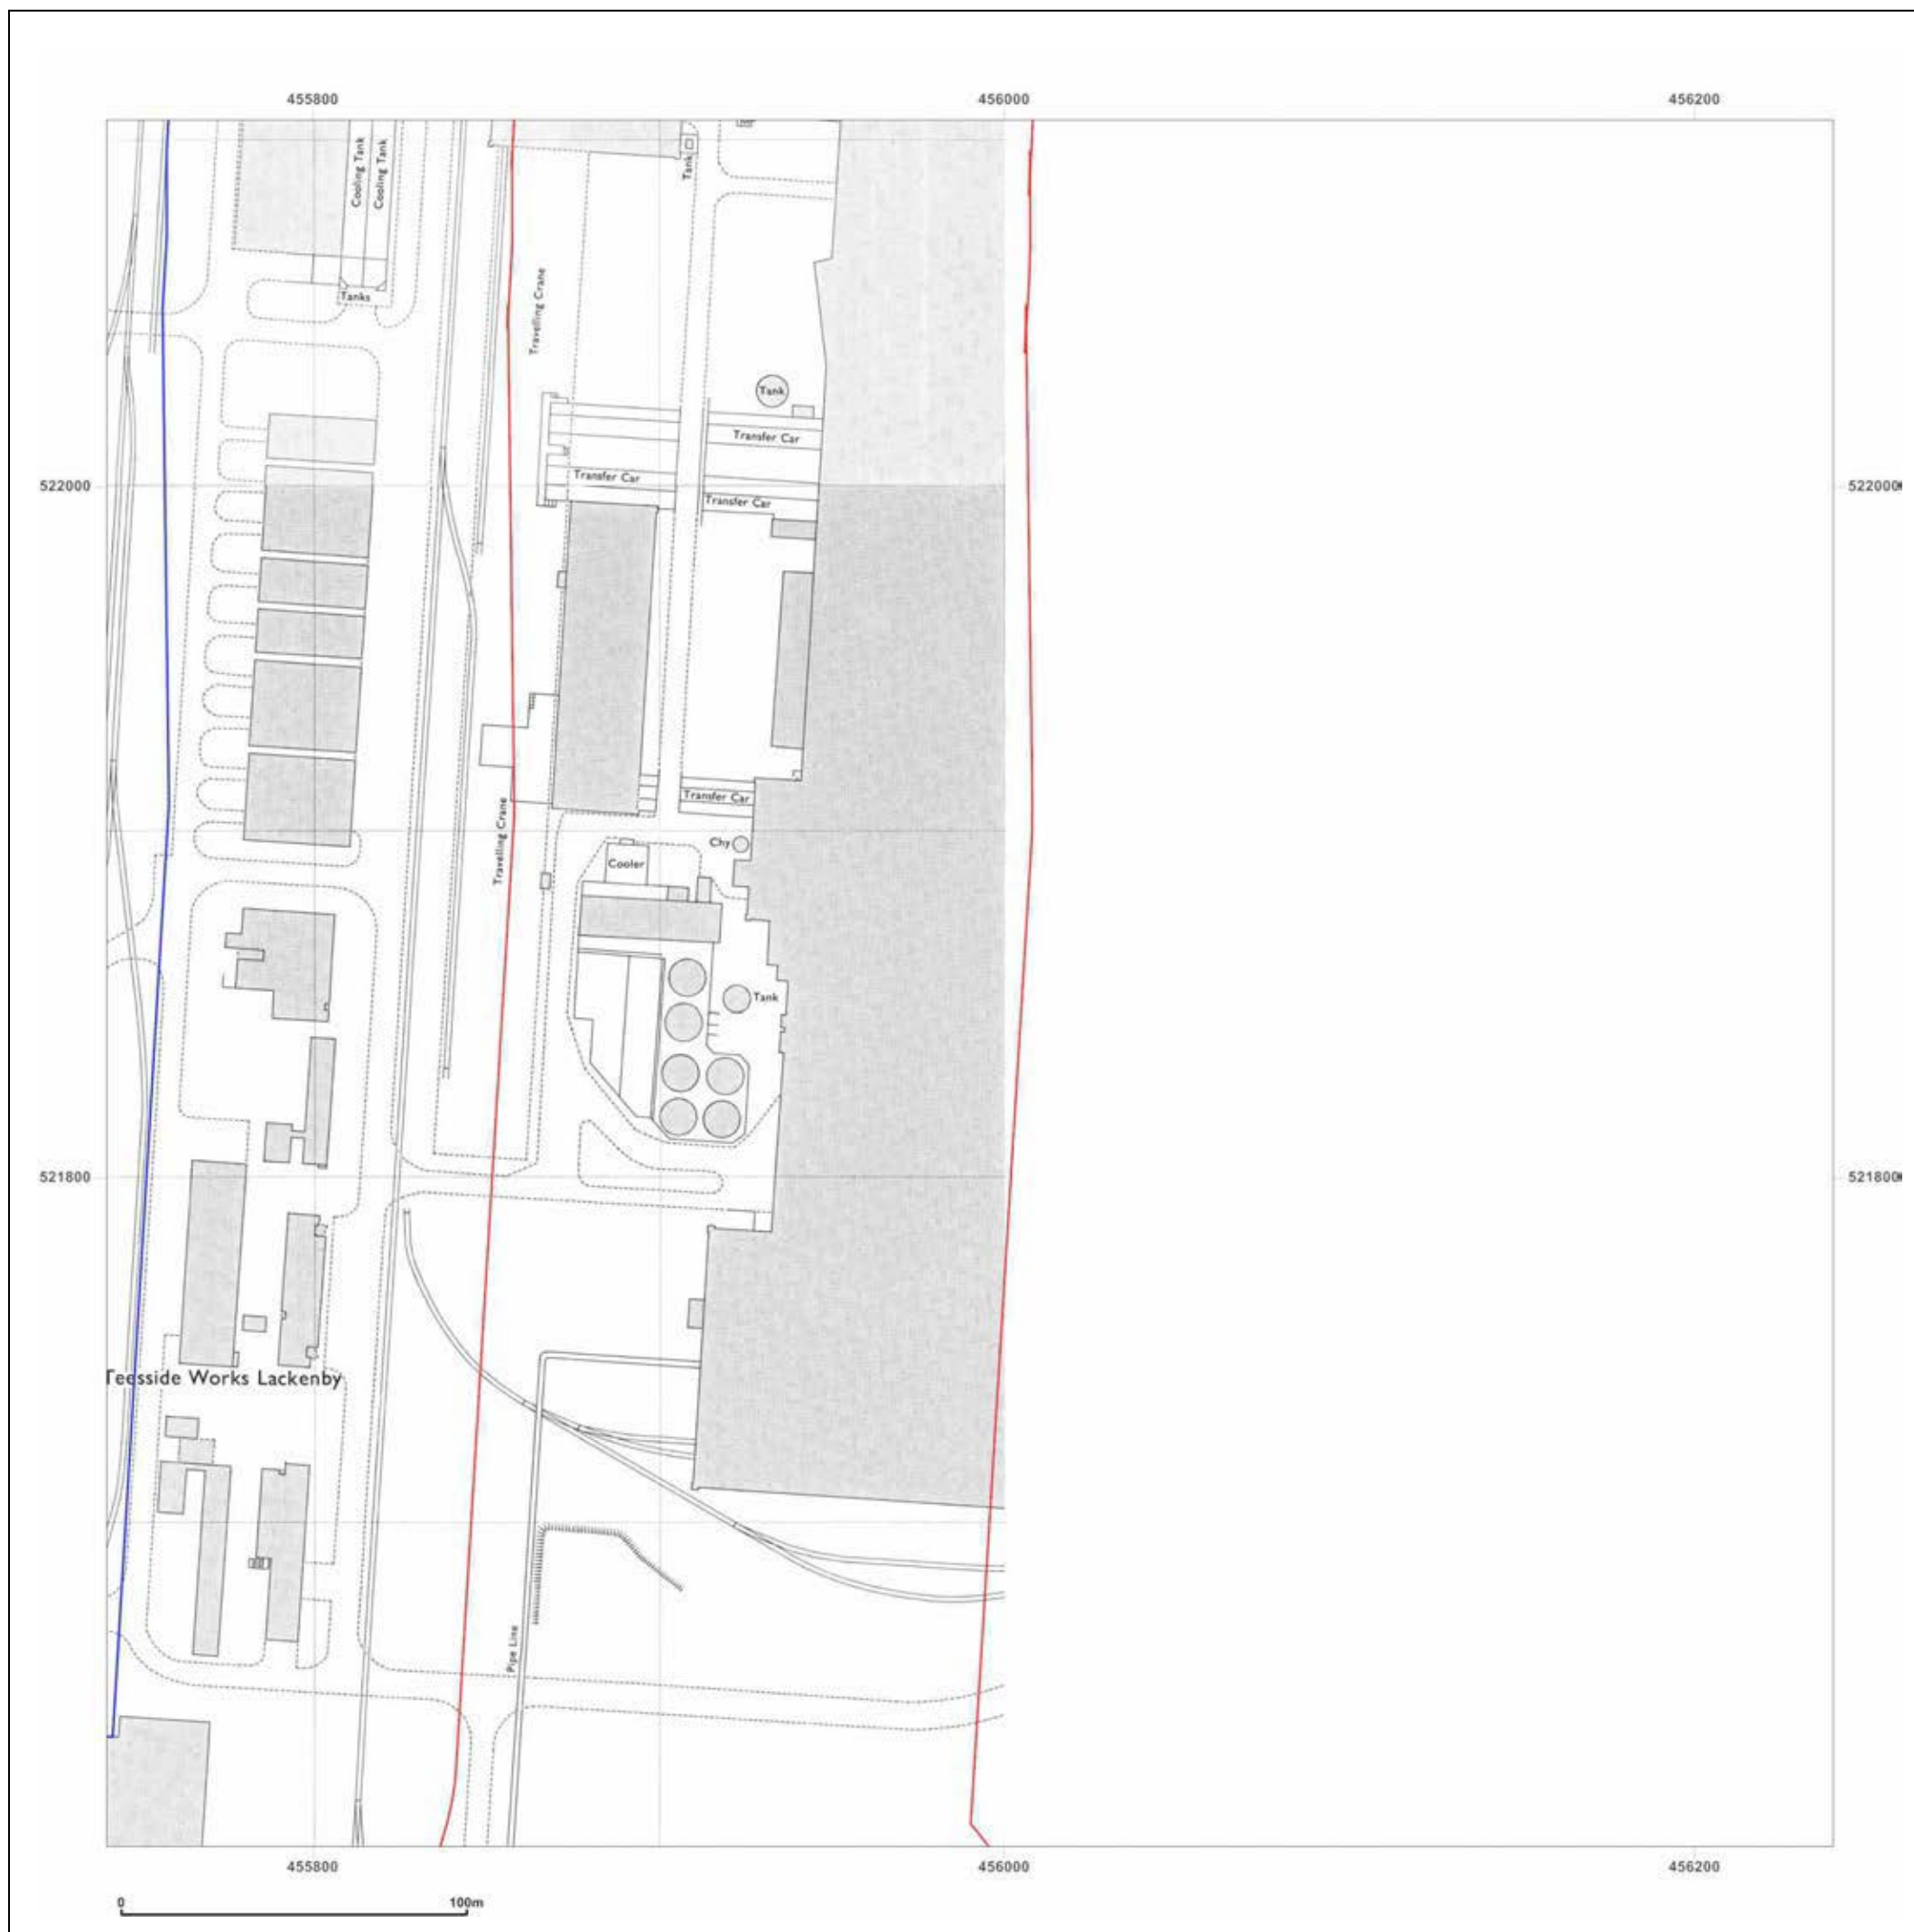 455800
456000
456200
Cooling Tank
Cooling Tank
Tank
Tanks
Travelling Crane
Tank
Transfer Car
Transfer Car
Transfer Car
522000
522000
Transfer Car
Travelling Crane
Chy
Cooler
Tank
521800
521800
Teesside Works Lackenby
Pipe Line
455800
456000
456200
0
100m